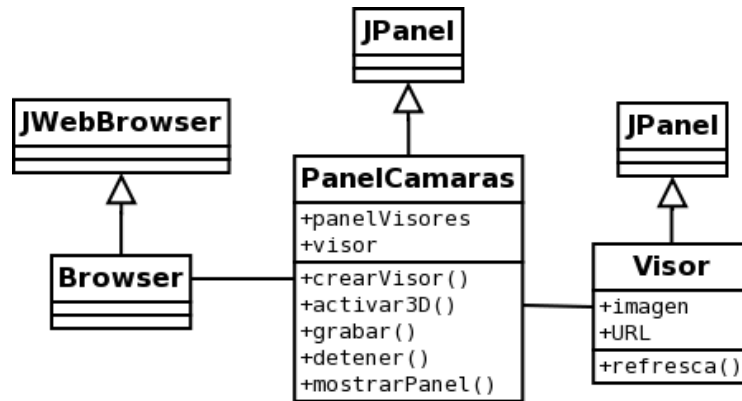 JPanel
JWebBrowser
JPanel
PanelCamaras
+panelVisores
+visor
+crearVisor()
+activar3D()
+grabar()
+detener()
+mostrarPanel()
Browser
Visor
+imagen
+URL
+refresca()